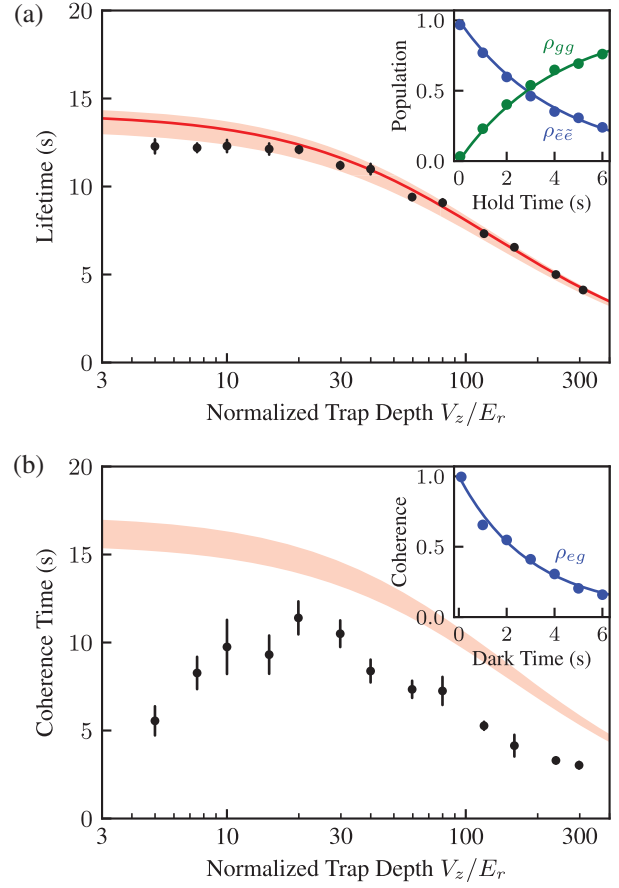 (a)
20
15
10
5
0
Lifetime (s)
3
10
30
100
300
Normalized Trap Depth V_z/E_r
1.0
0.5
0.0
Population
ρ_gg
ρ_ẽẽ
0
2
4
6
Hold Time (s)
(b)
20
15
10
5
0
Coherence Time (s)
3
10
30
100
300
Normalized Trap Depth V_z/E_r
1.0
0.5
0.0
Coherence
ρ_eg
0
2
4
6
Dark Time (s)